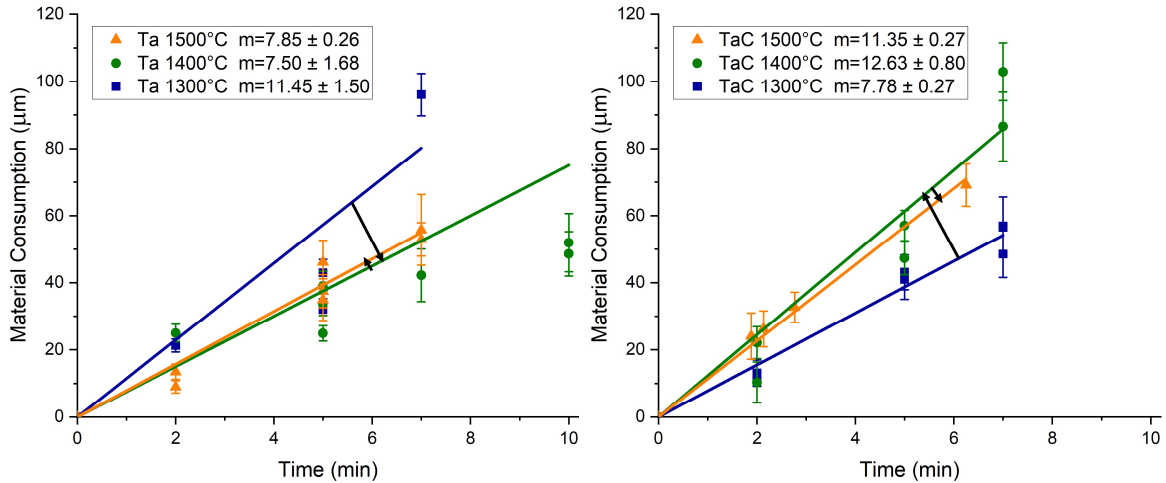 120
100
80
60
40
20
0
Material Consumption (μm)
Ta 1500°C m=7.85 ± 0.26
Ta 1400°C m=7.50 ± 1.68
Ta 1300°C m=11.45 ± 1.50
0 2 4 6 8 10
Time (min)
120
100
80
60
40
20
0
Material Consumption (μm)
TaC 1500°C m=11.35 ± 0.27
TaC 1400°C m=12.63 ± 0.80
TaC 1300°C m=7.78 ± 0.27
0 2 4 6 8 10
Time (min)